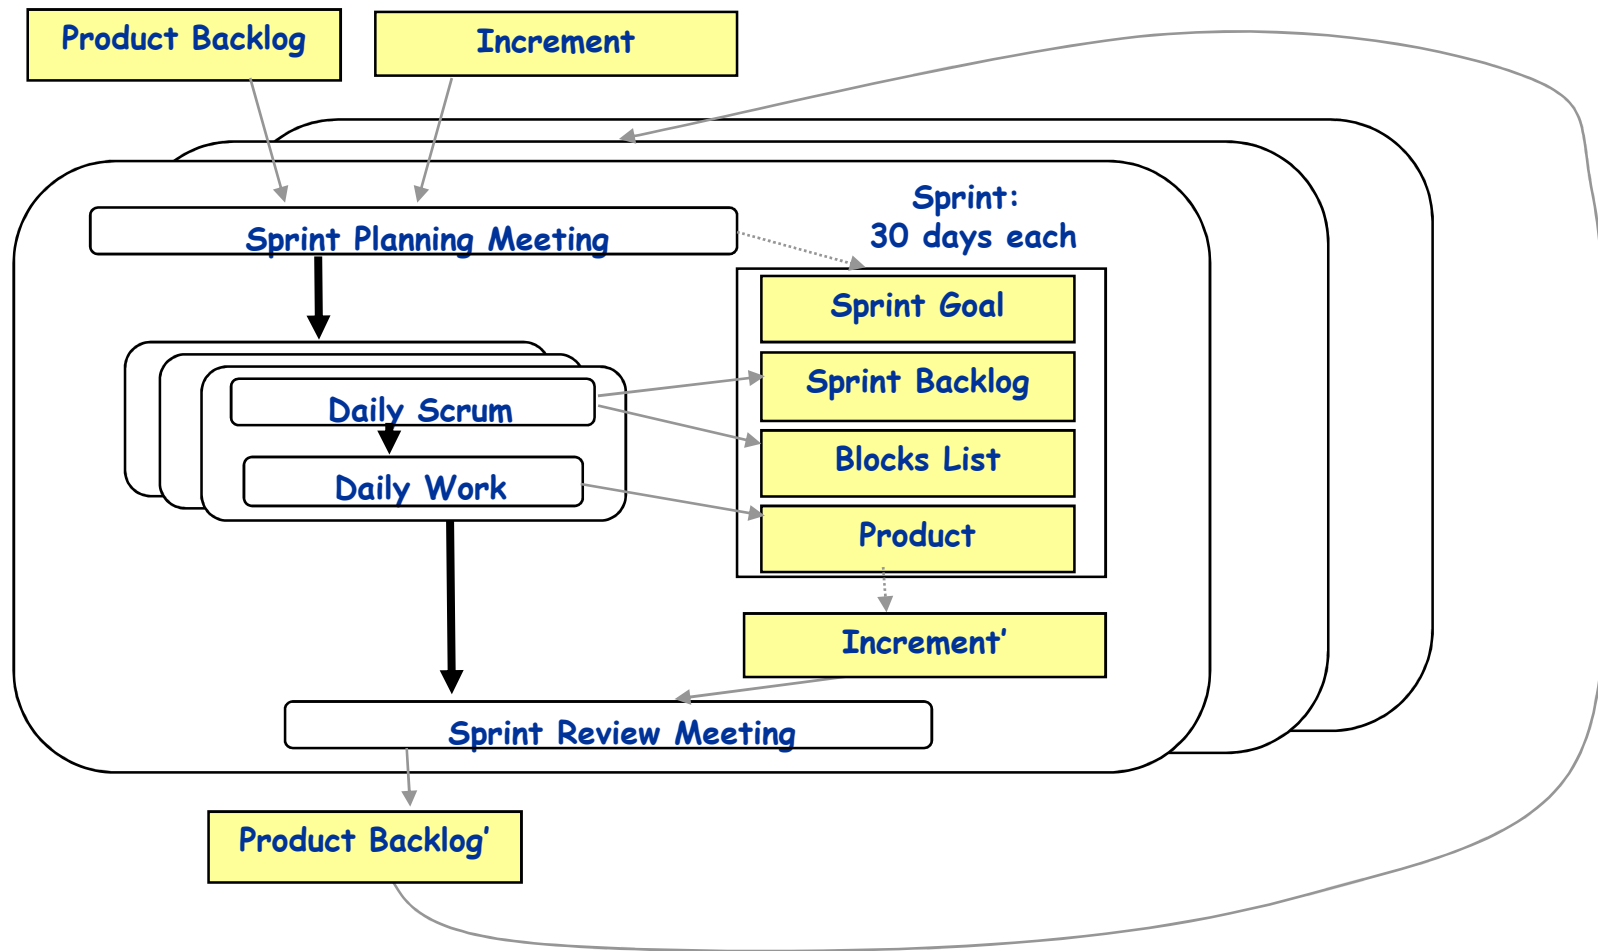 Product Backlog
Increment
Sprint:
30 days each
Sprint Planning Meeting
Sprint Goal
Sprint Backlog
Daily Scrum
Blocks List
Daily Work
Product
Increment’
Sprint Review Meeting
Product Backlog’